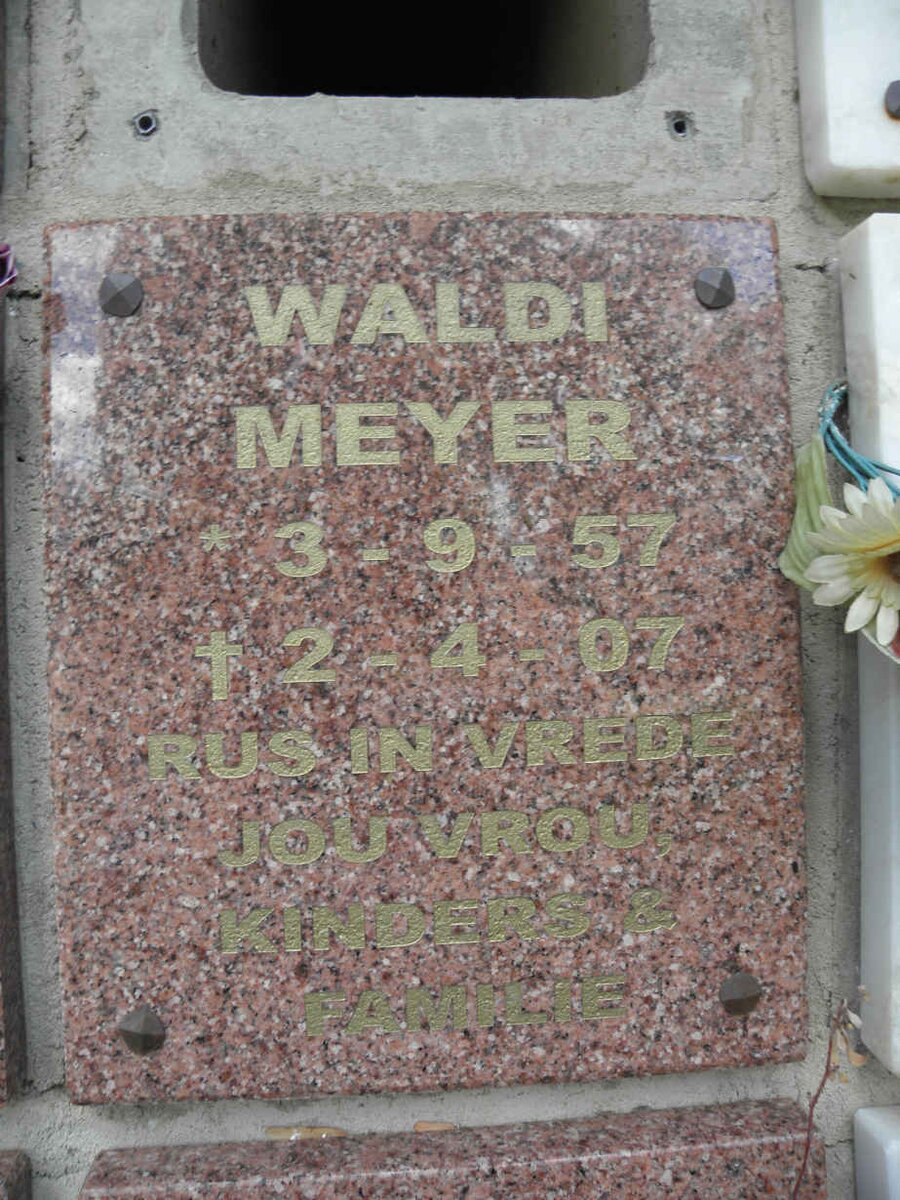 WALDI
MEYER
* 3 - 9 - 57
† 2 - 4 - 07
RUS IN VREDE
JOU VROU,
KINDERS &
FAMILIE